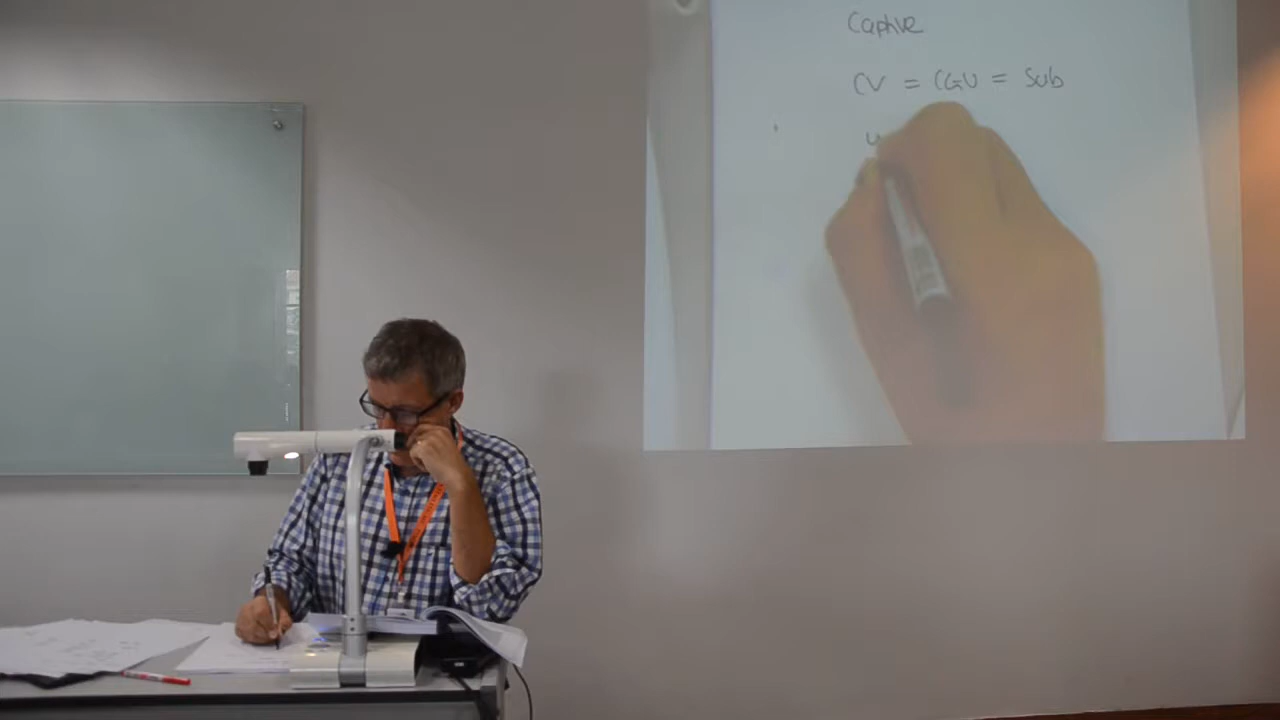 Captive
CV = CGU = Sub